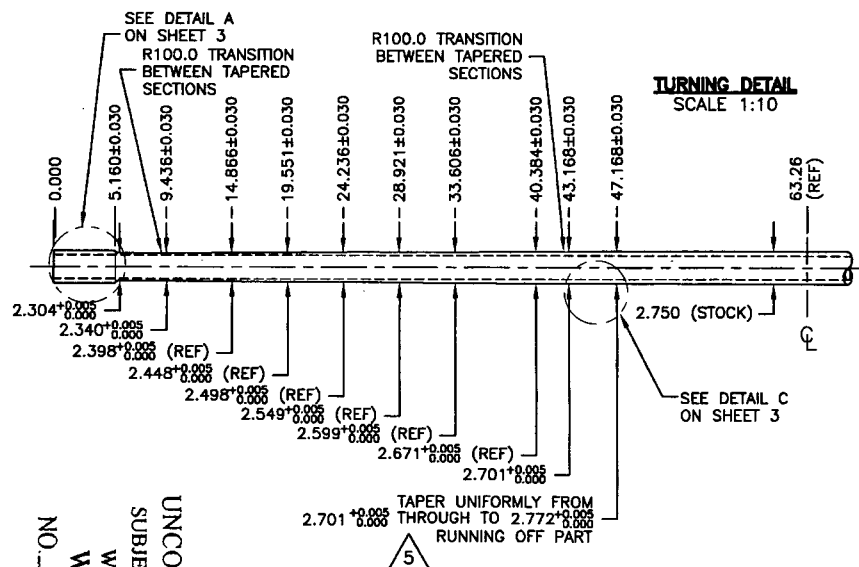 SEE DETAIL A
ON SHEET 3
R100.0 TRANSITION
BETWEEN TAPERED
SECTIONS
R100.0 TRANSITION
BETWEEN TAPERED
SECTIONS
TURNING DETAIL
SCALE 1:10
0.000
5.160±0.030
9.436±0.030
14.866±0.030
19.551±0.030
24.236±0.030
28.921±0.030
33.606±0.030
40.384±0.030
43.168±0.030
47.168±0.030
63.26
(REF)
2.304+0.005 0.000
2.340+0.005 0.000
2.398+0.005 0.000 (REF)
2.448+0.005 0.000 (REF)
2.498+0.005 0.000 (REF)
2.549+0.005 0.000 (REF)
2.599+0.005 0.000 (REF)
2.671+0.005 0.000 (REF)
2.701+0.005 0.000
2.750 (STOCK)
SEE DETAIL C
ON SHEET 3
TAPER UNIFORMLY FROM
2.701 +0.005 0.000 THROUGH TO 2.772+0.005 0.000
RUNNING OFF PART
5
UNCO
SUBJE
W
W
NO.